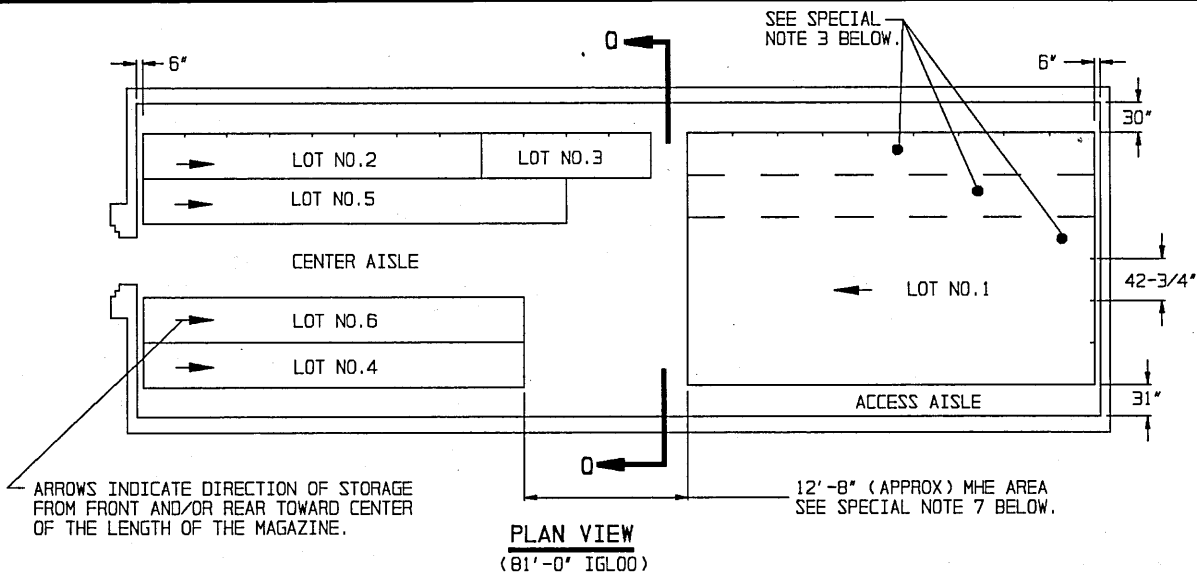 SEE SPECIAL
NOTE 3 BELOW.
O
6"
6"
30"
LOT NO.2
LOT NO.3
LOT NO.5
CENTER AISLE
42-3/4"
LOT NO.1
LOT NO.6
LOT NO.4
ACCESS AISLE
31"
O
ARROWS INDICATE DIRECTION OF STORAGE
FROM FRONT AND/OR REAR TOWARD CENTER
OF THE LENGTH OF THE MAGAZINE.
12'-8" (APPROX) MHE AREA
SEE SPECIAL NOTE 7 BELOW.
PLAN VIEW
(81'-0" IGLOO)